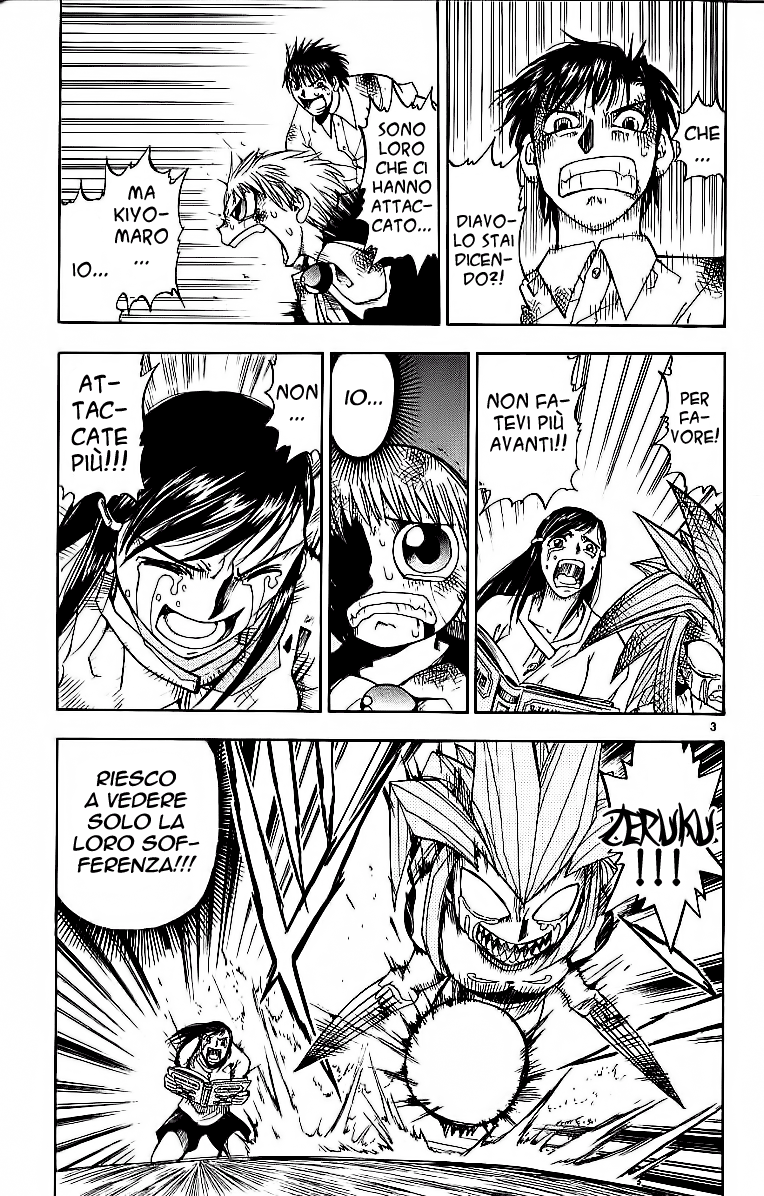 CHE
...
DIAVO-
LO STAI
DICEN-
DO?!
SONO
LORO
CHE CI
HANNO
ATTAC-
CATO...
MA
KIYO-
MARO
...
IO...
PER
FA-
VORE!
NON FA-
TEVI PIÙ
AVANTI!!
IO...
NON
...
AT-
TAC-
CATE
PIÙ!!!
3
ZERUKU
!!!
RIESCO
A VEDERE
SOLO LA
LORO SOF-
FERENZA!!!